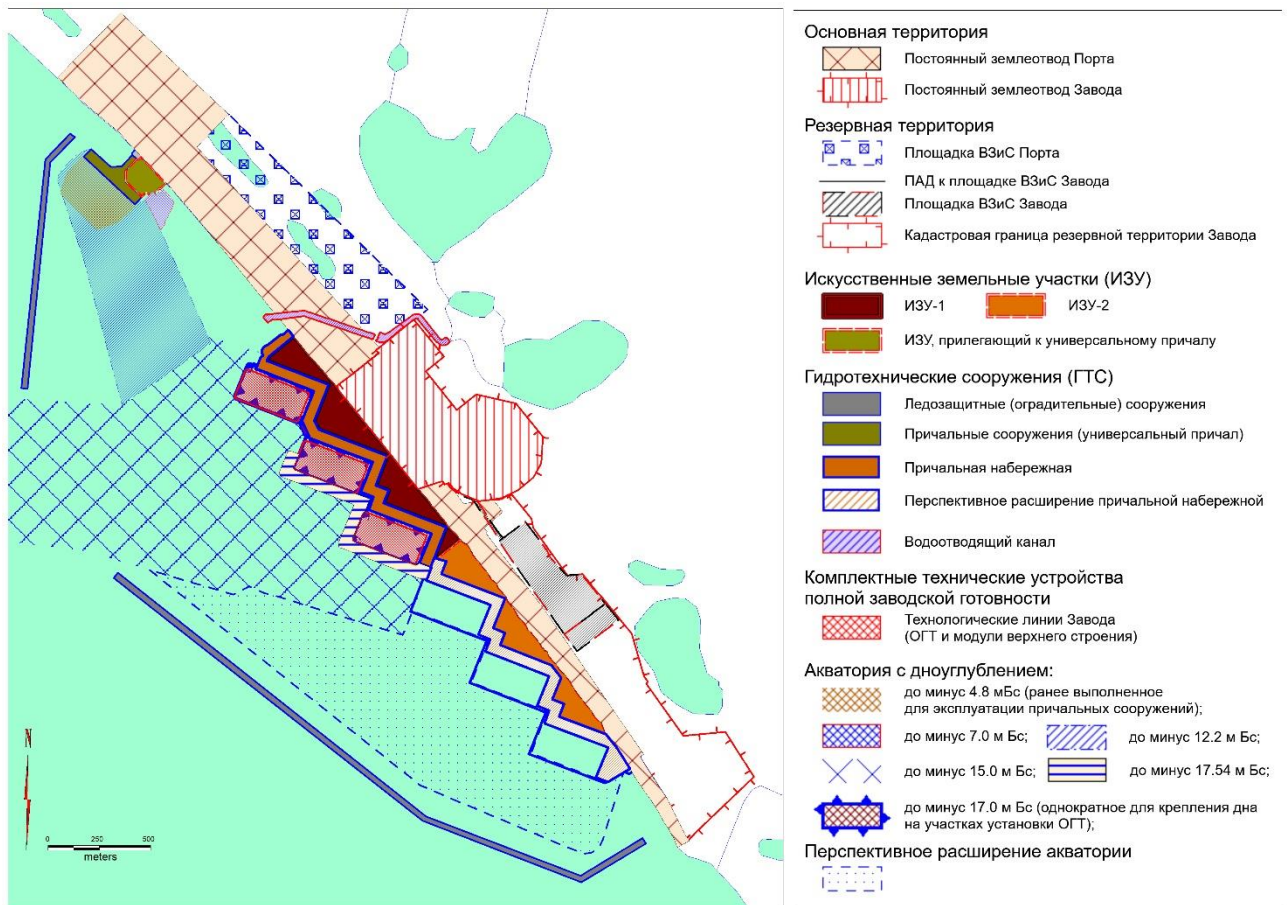 Основная территория
Постоянный землеотвод Порта
Постоянный землеотвод Завода
Резервная территория
Площадка ВЗиС Порта
ПАД к площадке ВЗиС Завода
Площадка ВЗиС Завода
Кадастровая граница резервной территории Завода
Искусственные земельные участки (ИЗУ)
ИЗУ-1 ИЗУ-2
ИЗУ, прилегающий к универсальному причалу
Гидротехнические сооружения (ГТС)
Ледозащитные (оградительные) сооружения
Причальные сооружения (универсальный причал)
Причальная набережная
Перспективное расширение причальной набережной
Водоотводящий канал
Комплектные технические устройства
полной заводской готовности
Технологические линии Завода
(ОГТ и модули верхнего строения)
Акватория с дноуглублением:
до минус 4.8 мБс (ранее выполненное
для эксплуатации причальных сооружений);
до минус 7.0 м Бс; до минус 12.2 m Бс;
до минус 15.0 м Бс; до минус 17.54 м Бс;
до минус 17.0 м Бс (однократное для крепления дна
на участках установки ОГТ);
Перспективное расширение акватории
N
0 250 500
meters